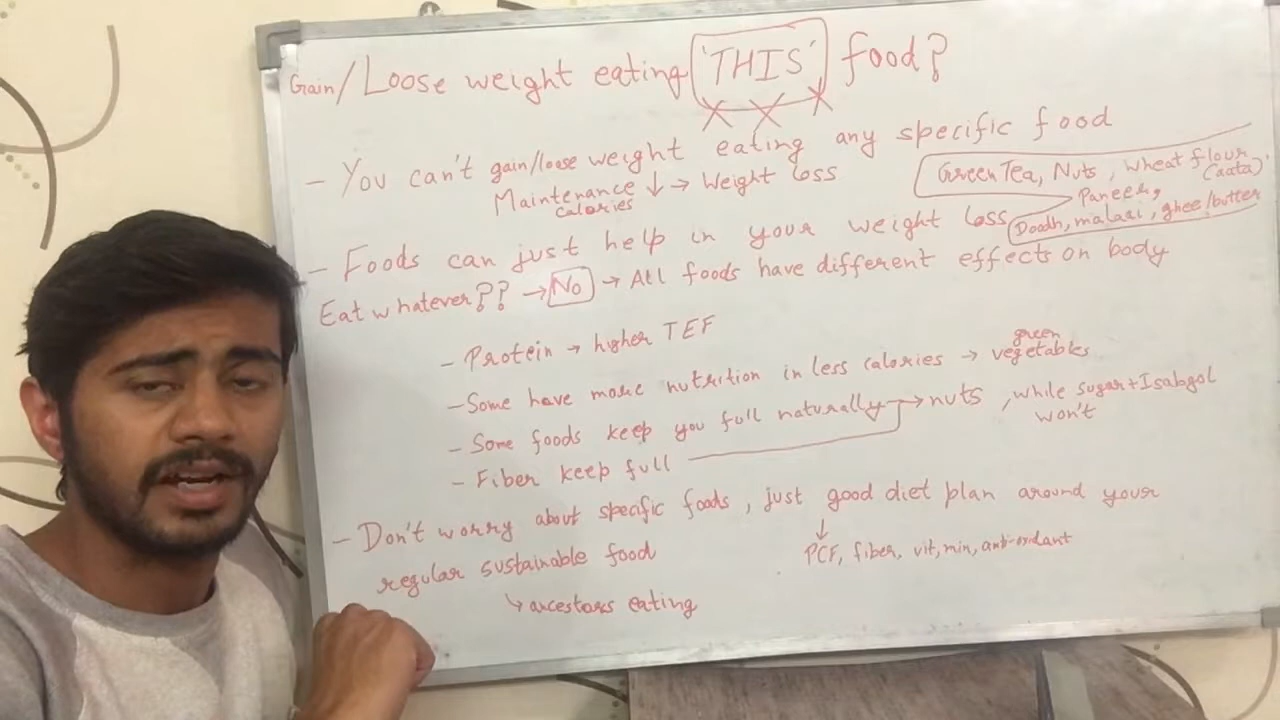 Gain/Loose weight eating 'THIS' food?
- You can't gain/loose weight eating any specific food
Maintenance calories ↓ → Weight loss
Green Tea, Nuts, wheat flour (aata)
Paneer,
Doodh, malaai, ghee/butter
- Foods can just help in your weight loss
Eat whatever?? → No → All foods have different effects on body
- Protein → higher TEF
- Some have more nutrition in less calories → green vegetables
- Some foods keep you full naturally → nuts, while sugar+Isabgol won't
- Fiber keep full
- Don't worry about specific foods, just good diet plan around your
↓
PCF, fiber, vit, min, anti-oxidant
regular sustainable food
↳ ancestors eating